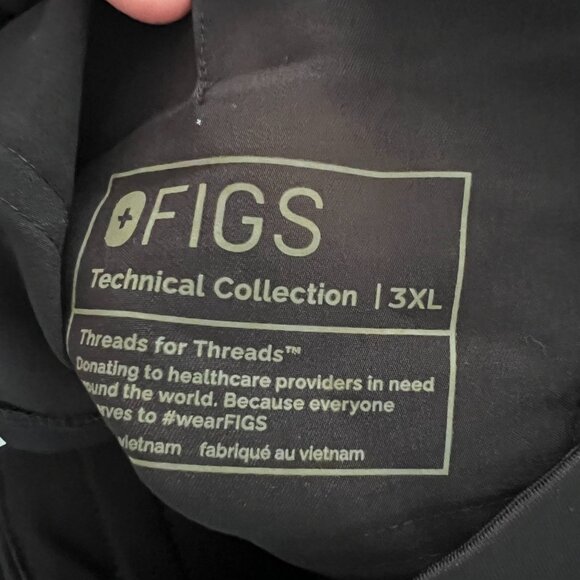 FIGS
Technical Collection | 3XL
Threads for Threads™
Donating to healthcare providers in need
the world. Because everyone
to #wearFIGS
vietnam fabriqué au vietnam